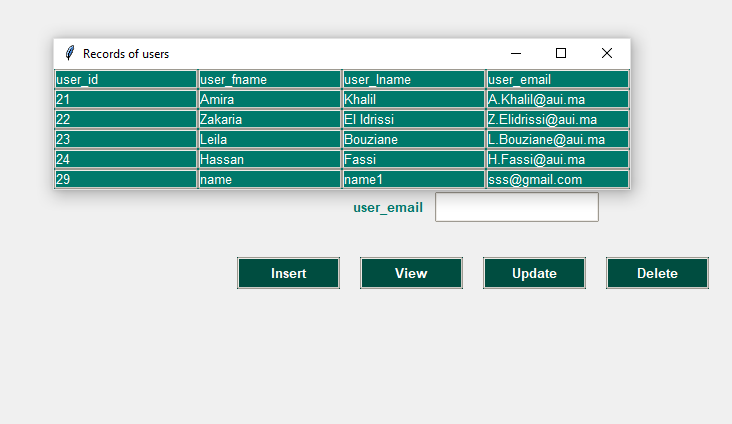 Records of users
user_id user_fname user_lname user_email
21 Amira Khalil A.Khalil@aui.ma
22 Zakaria El Idrissi Z.Elidrissi@aui.ma
23 Leila Bouziane L.Bouziane@aui.ma
24 Hassan Fassi H.Fassi@aui.ma
29 name name1 sss@gmail.com
user_email
Insert View Update Delete